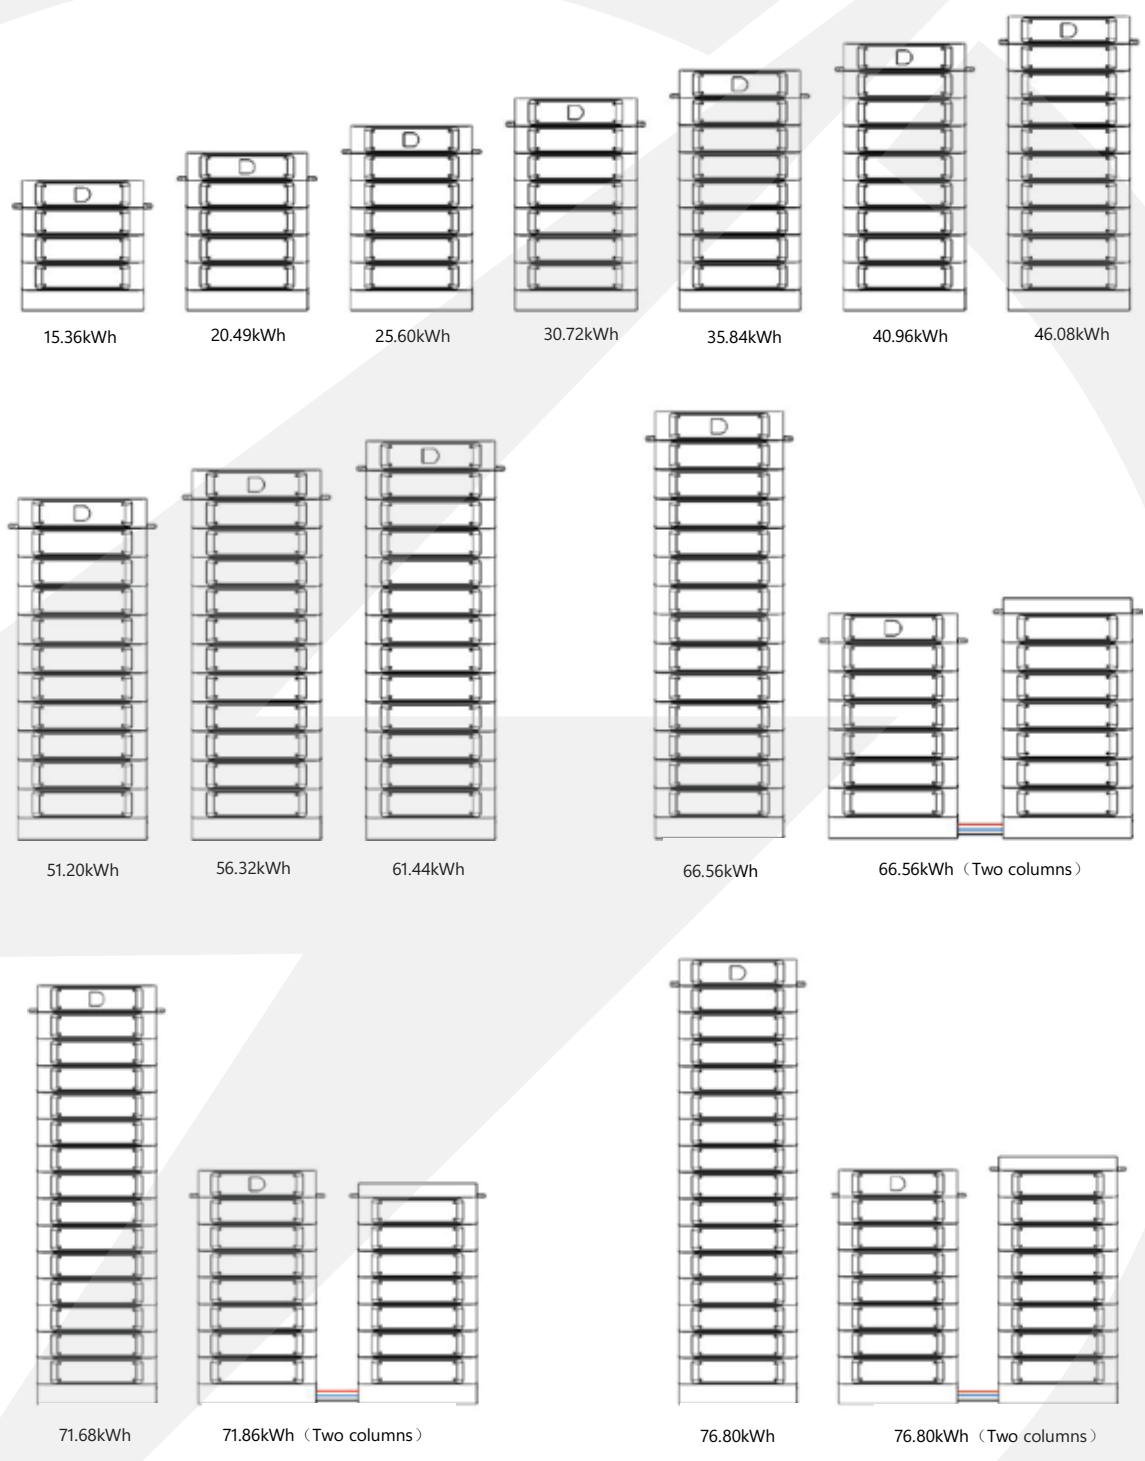 15.36kWh
20.49kWh
25.60kWh
30.72kWh
35.84kWh
40.96kWh
46.08kWh
51.20kWh
56.32kWh
61.44kWh
66.56kWh
66.56kWh（Two columns）
71.68kWh
71.86kWh（Two columns）
76.80kWh
76.80kWh（Two columns）